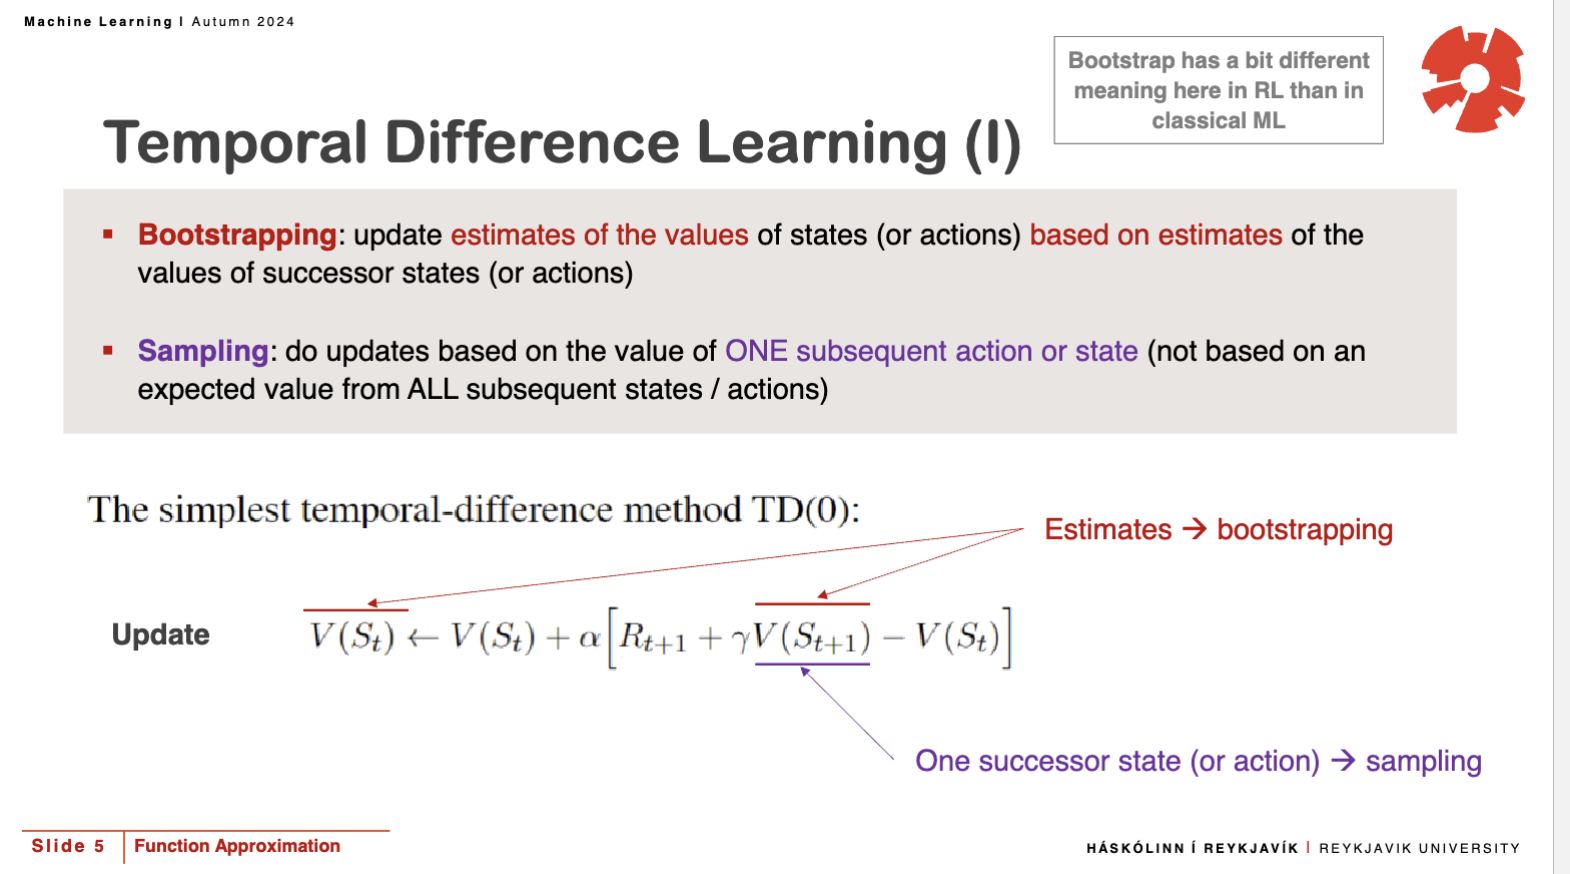 Machine Learning I Autumn 2024
Bootstrap has a bit different
meaning here in RL than in
classical ML
Temporal Difference Learning (I)
▪ Bootstrapping: update estimates of the values of states (or actions) based on estimates of the
values of successor states (or actions)
▪ Sampling: do updates based on the value of ONE subsequent action or state (not based on an
expected value from ALL subsequent states / actions)
The simplest temporal-difference method TD(0):
Estimates → bootstrapping
Update V(S_t) ← V(S_t) + α[R_{t+1} + γV(S_{t+1}) − V(S_t)]
One successor state (or action) → sampling
Slide 5 Function Approximation
HÁSKÓLINN Í REYKJAVÍK | REYKJAVIK UNIVERSITY